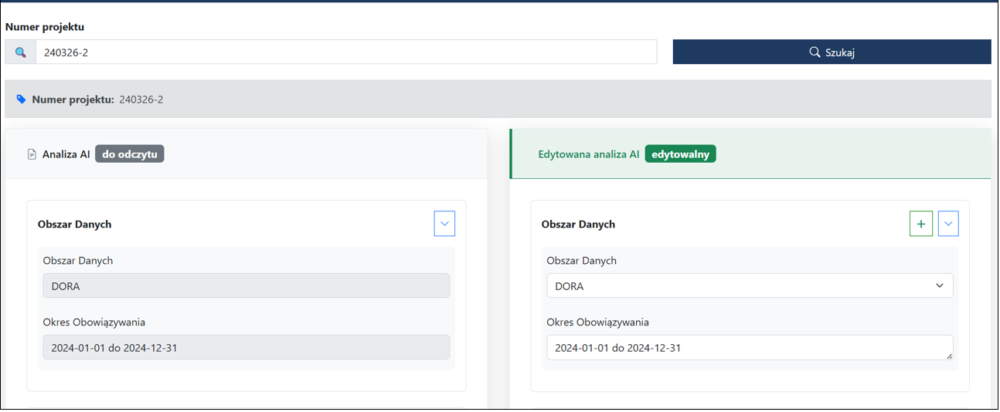 Numer projektu
240326-2
Szukaj
Numer projektu: 240326-2
Analiza AI do odczytu
Edytowana analiza AI edytowalny
Obszar Danych
Obszar Danych
DORA
Okres Obowiązywania
2024-01-01 do 2024-12-31
Obszar Danych
Obszar Danych
DORA
Okres Obowiązywania
2024-01-01 do 2024-12-31